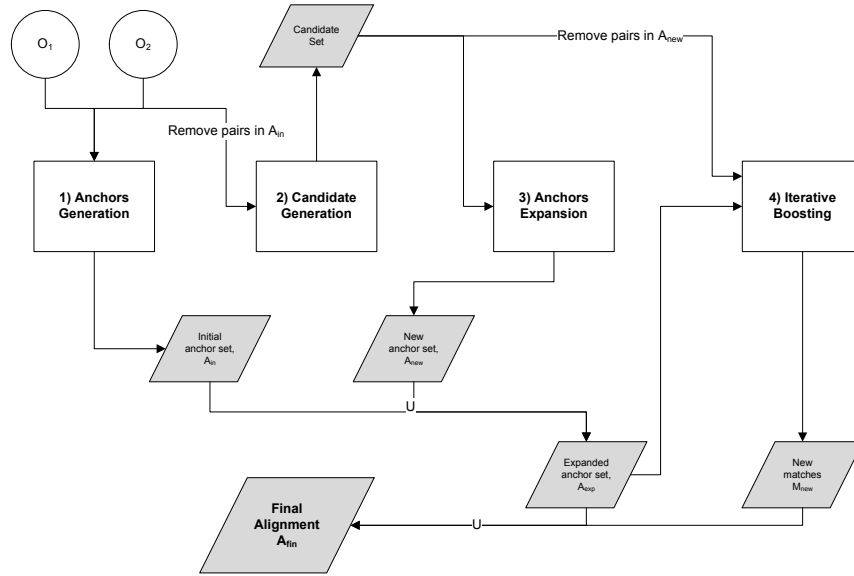 O1
O2
Candidate
Set
Remove pairs in Anew
Remove pairs in Ain
1) Anchors
Generation
2) Candidate
Generation
3) Anchors
Expansion
4) Iterative
Boosting
Initial
anchor set,
Ain
New
anchor set,
Anew
U
Expanded
anchor set,
Aexp
New
matches
Mnew
Final
Alignment
Afin
U